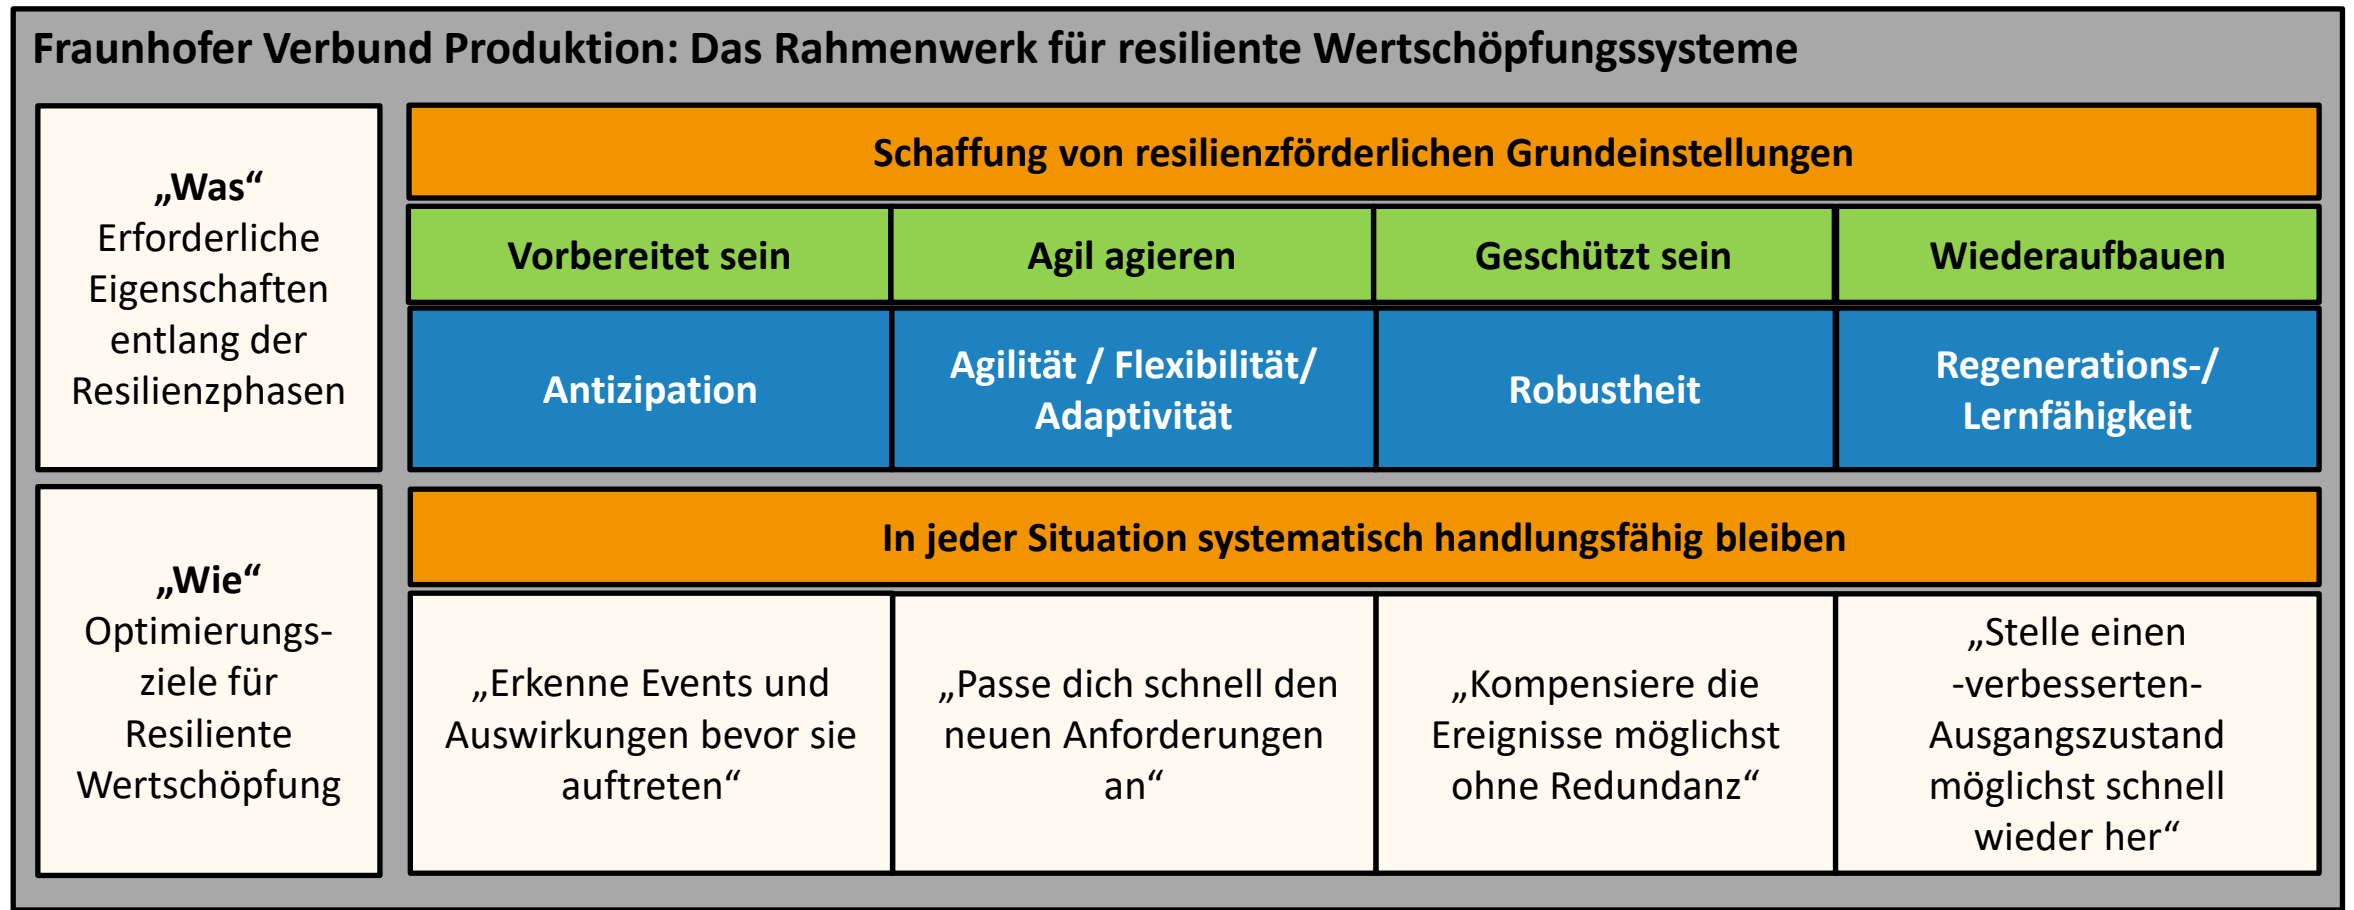 Fraunhofer Verbund Produktion: Das Rahmenwerk für resiliente Wertschöpfungssysteme
„Was“
Erforderliche
Eigenschaften
entlang der
Resilienzphasen
Schaffung von resilienzförderlichen Grundeinstellungen
Vorbereitet sein
Agil agieren
Geschützt sein
Wiederaufbauen
Antizipation
Agilität / Flexibilität/
Adaptivität
Robustheit
Regenerations-/
Lernfähigkeit
„Wie“
Optimierungs-
ziele für
Resiliente
Wertschöpfung
In jeder Situation systematisch handlungsfähig bleiben
„Erkenne Events und
Auswirkungen bevor sie
auftreten“
„Passe dich schnell den
neuen Anforderungen
an“
„Kompensiere die
Ereignisse möglichst
ohne Redundanz“
„Stelle einen
-verbesserten-
Ausgangszustand
möglichst schnell
wieder her“